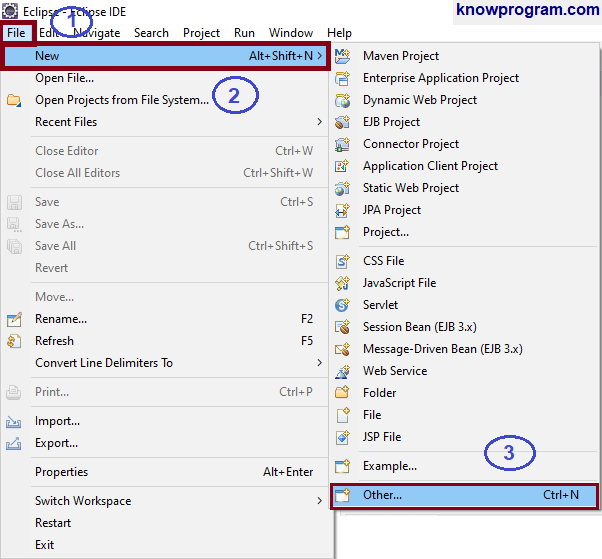 Eclipse - Eclipse IDE
knowprogram.com
1
File Edit Navigate Search Project Run Window Help
New Alt+Shift+N
Open File...
Open Projects from File System...
2
Recent Files
Close Editor Ctrl+W
Close All Editors Ctrl+Shift+W
Save Ctrl+S
Save As...
Save All Ctrl+Shift+S
Revert
Move...
Rename... F2
Refresh F5
Convert Line Delimiters To
Print... Ctrl+P
Import...
Export...
Properties Alt+Enter
Switch Workspace
Restart
Exit
Maven Project
Enterprise Application Project
Dynamic Web Project
EJB Project
Connector Project
Application Client Project
Static Web Project
JPA Project
Project...
CSS File
JavaScript File
Servlet
Session Bean (EJB 3.x)
Message-Driven Bean (EJB 3.x)
Web Service
Folder
File
JSP File
3
Example...
Other... Ctrl+N